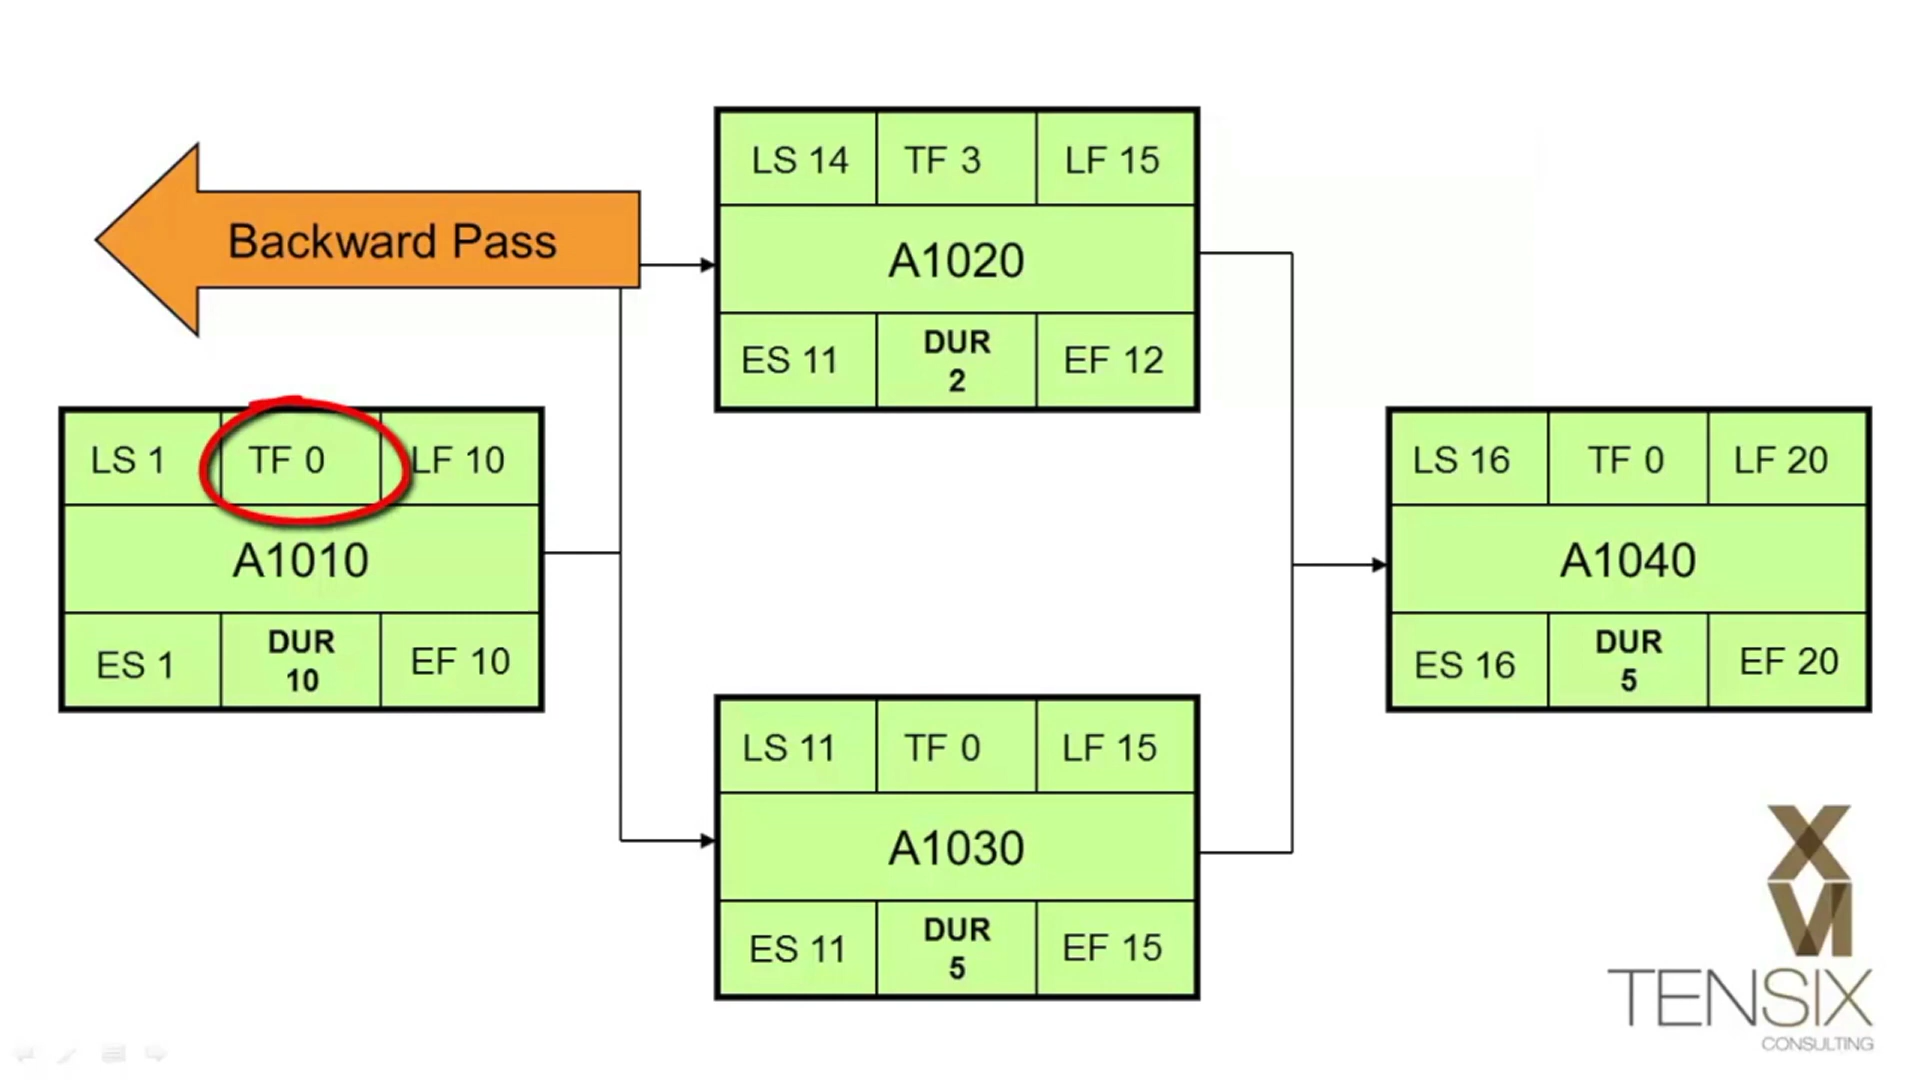 Backward Pass
LS 14 TF 3 LF 15
A1020
ES 11 DUR 2 EF 12
LS 1 TF 0 LF 10
A1010
ES 1 DUR 10 EF 10
LS 11 TF 0 LF 15
A1030
ES 11 DUR 5 EF 15
LS 16 TF 0 LF 20
A1040
ES 16 DUR 5 EF 20
XVI
TENSIX
CONSULTING